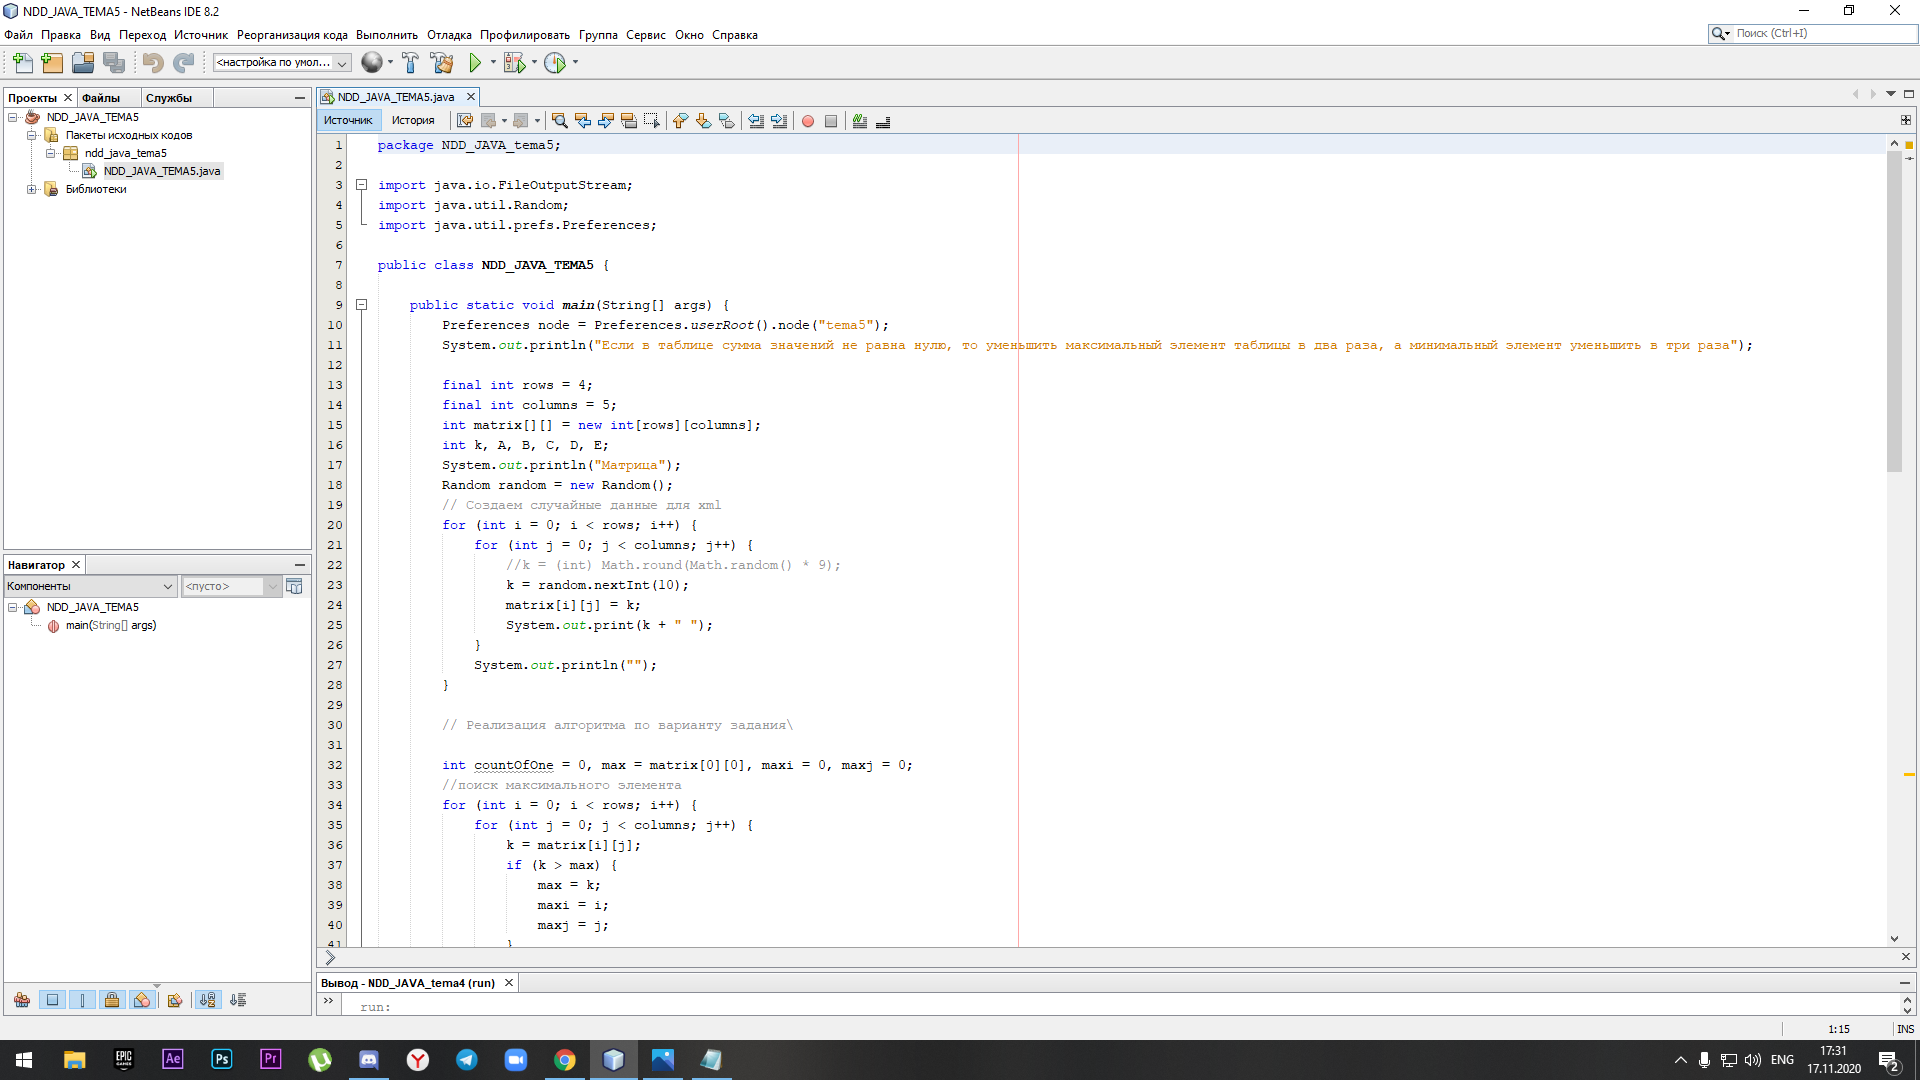 NDD_JAVA_TEMA5 - NetBeans IDE 8.2
Файл Правка Вид Переход Источник Реорганизация кода Выполнить Отладка Профилировать Группа Сервис Окно Справка
Поиск (Ctrl+I)
<настройка по умол...
Проекты Файлы Службы
NDD_JAVA_TEMA5
Пакеты исходных кодов
ndd_java_tema5
NDD_JAVA_TEMA5.java
Библиотеки
Навигатор
Компоненты <пусто>
NDD_JAVA_TEMA5
main(String[] args)
NDD_JAVA_TEMA5.java
Источник История
1 package NDD_JAVA_tema5;
2
3 import java.io.FileOutputStream;
4 import java.util.Random;
5 import java.util.prefs.Preferences;
6
7 public class NDD_JAVA_TEMA5 {
8
9 public static void main(String[] args) {
10 Preferences node = Preferences.userRoot().node("tema5");
11 System.out.println("Если в таблице сумма значений не равна нулю, то уменьшить максимальный элемент таблицы в два раза, а минимальный элемент уменьшить в три раза");
12
13 final int rows = 4;
14 final int columns = 5;
15 int matrix[][] = new int[rows][columns];
16 int k, A, B, C, D, E;
17 System.out.println("Матрица");
18 Random random = new Random();
19 // Создаем случайные данные для xml
20 for (int i = 0; i < rows; i++) {
21 for (int j = 0; j < columns; j++) {
22 //k = (int) Math.round(Math.random() * 9);
23 k = random.nextInt(10);
24 matrix[i][j] = k;
25 System.out.print(k + " ");
26 }
27 System.out.println("");
28 }
29
30 // Реализация алгоритма по варианту задания\
31
32 int countOfOne = 0, max = matrix[0][0], maxi = 0, maxj = 0;
33 //поиск максимального элемента
34 for (int i = 0; i < rows; i++) {
35 for (int j = 0; j < columns; j++) {
36 k = matrix[i][j];
37 if (k > max) {
38 max = k;
39 maxi = i;
40 maxj = j;
41 }
Вывод - NDD_JAVA_tema4 (run)
run:
1:15 INS
EPIC GAMES Ae Ps Pr
ENG
17:31
17.11.2020
2